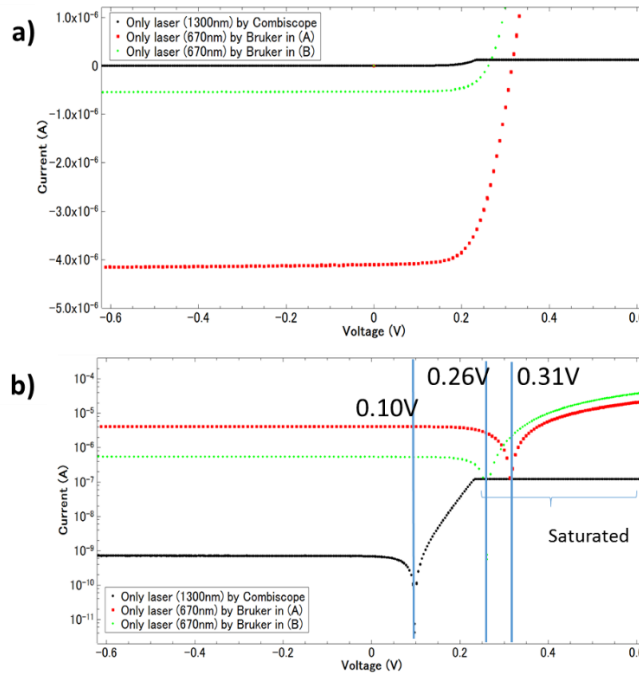 a)
Only laser (1300nm) by Combiscope
Only laser (670nm) by Bruker in (A)
Only laser (670nm) by Bruker in (B)
1.0x10⁻⁶
0
-1.0x10⁻⁶
-2.0x10⁻⁶
-3.0x10⁻⁶
-4.0x10⁻⁶
-5.0x10⁻⁶
Current (A)
-0.6 -0.4 -0.2 0 0.2 0.4 0.6
Voltage (V)
b)
0.10V 0.26V 0.31V
10⁻⁴
10⁻⁵
10⁻⁶
10⁻⁷
10⁻⁸
10⁻⁹
10⁻¹⁰
10⁻¹¹
Current (A)
Saturated
Only laser (1300nm) by Combiscope
Only laser (670nm) by Bruker in (A)
Only laser (670nm) by Bruker in (B)
-0.6 -0.4 -0.2 0 0.2 0.4 0.6
Voltage (V)